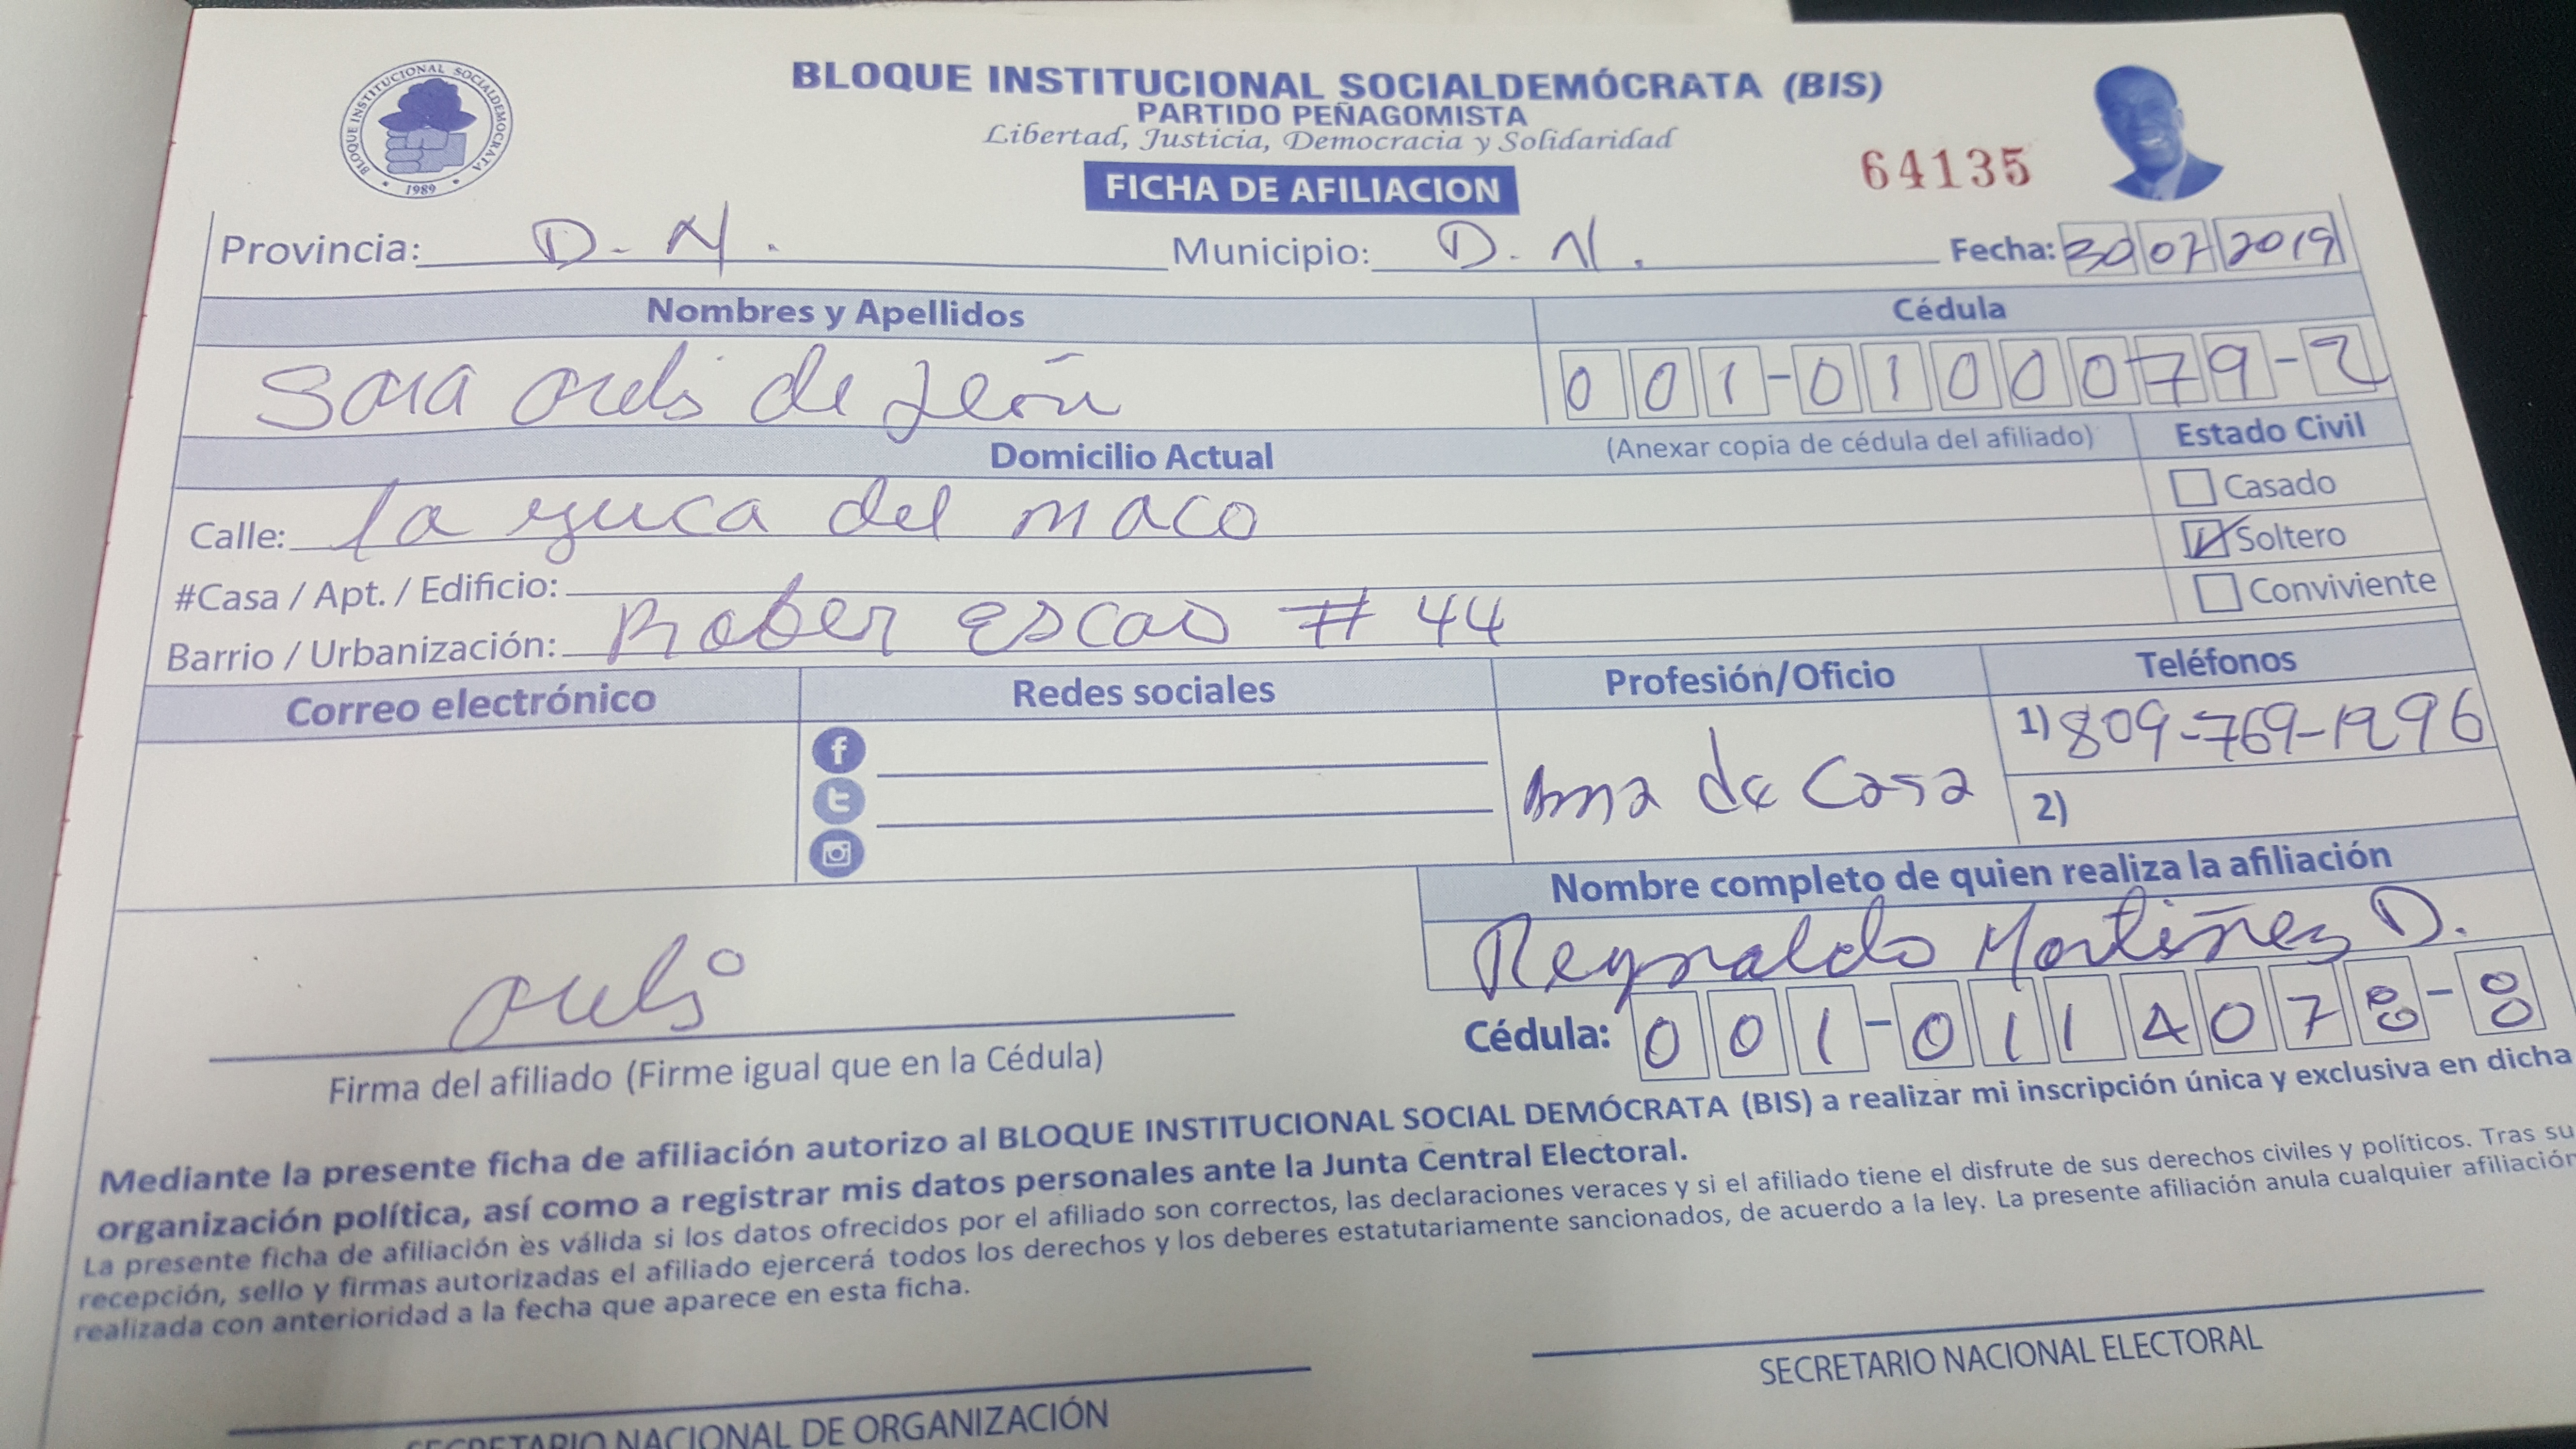 BLOQUE INSTITUCIONAL SOCIALDEMOCRATA
1989
BLOQUE INSTITUCIONAL SOCIALDEMÓCRATA (BIS)
PARTIDO PEÑAGOMISTA
Libertad, Justicia, Democracia y Solidaridad
FICHA DE AFILIACION
64135
Provincia: D. N. Municipio: D. N. Fecha: 30 07 2019
Nombres y Apellidos Cédula
Sora de León 001-0100079-2
Domicilio Actual (Anexar copia de cédula del afiliado) Estado Civil
Calle: la yuca del maco
Casado
Soltero
#Casa / Apt. / Edificio:
Conviviente
Barrio / Urbanización: Rober escao # 44
Correo electrónico Redes sociales Profesión/Oficio Teléfonos
Ama de Casa
1) 809-769-1996
2)
Nombre completo de quien realiza la afiliación
Reynaldo Martiñez D.
Cédula: 001-0114078-8
Firma del afiliado (Firme igual que en la Cédula)
Mediante la presente ficha de afiliación autorizo al BLOQUE INSTITUCIONAL SOCIAL DEMÓCRATA (BIS) a realizar mi inscripción única y exclusiva en dicha
organización política, así como a registrar mis datos personales ante la Junta Central Electoral.
La presente ficha de afiliación es válida si los datos ofrecidos por el afiliado son correctos, las declaraciones veraces y si el afiliado tiene el disfrute de sus derechos civiles y políticos. Tras su
recepción, sello y firmas autorizadas el afiliado ejercerá todos los derechos y los deberes estatutariamente sancionados, de acuerdo a la ley. La presente afiliación anula cualquier afiliación
realizada con anterioridad a la fecha que aparece en esta ficha.
SECRETARIO NACIONAL ELECTORAL
SECRETARIO NACIONAL DE ORGANIZACIÓN